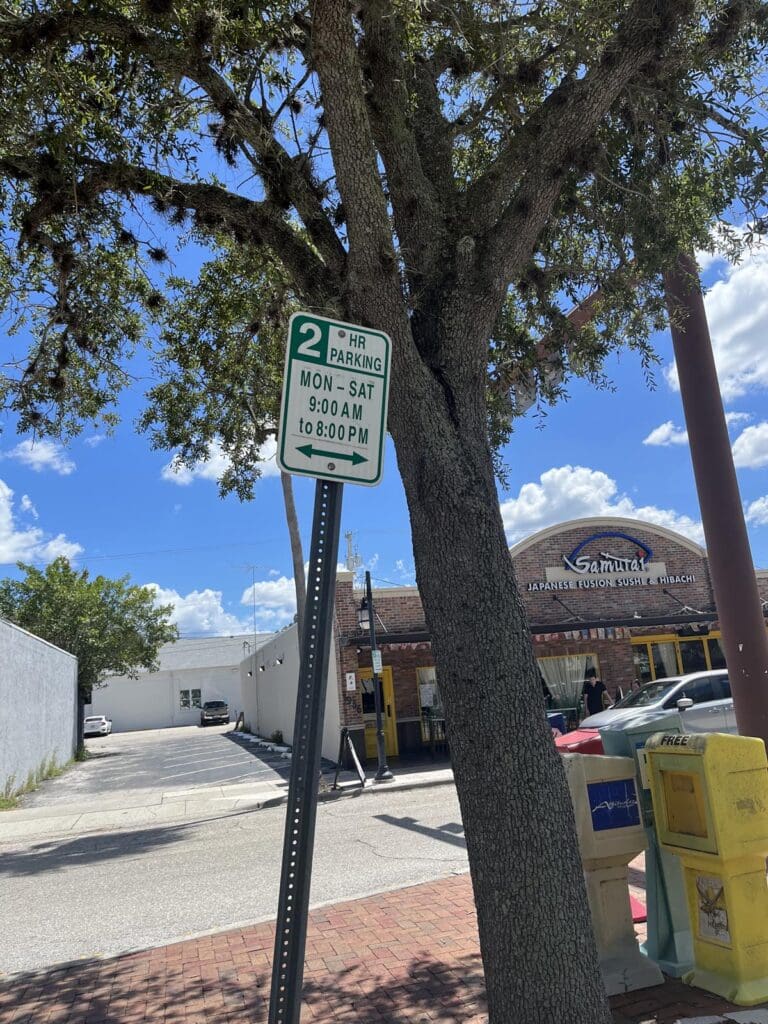 2 HR
PARKING
MON – SAT
9:00 AM
to 8:00 PM
Samurai
JAPANESE FUSION SUSHI & HIBACHI
FREE